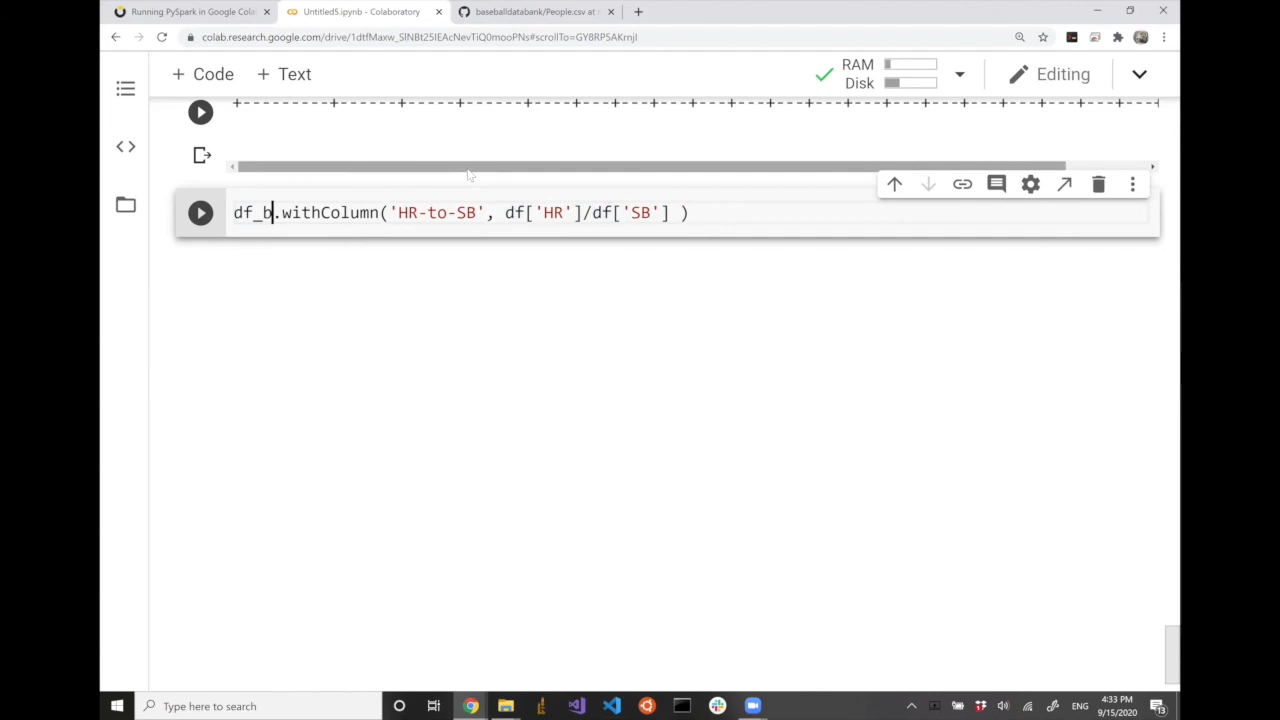 Running PySpark in Google Cola
Untitled5.ipynb - Colaboratory
baseballdatabank/People.csv at
colab.research.google.com/drive/1dtfMaxw_SlNBt25IEAcNevTiQ0mooPNs#scrollTo=GY8RP5AKrnjI
+ Code + Text
RAM
Disk
Editing
df_b.withColumn('HR-to-SB', df['HR']/df['SB'] )
Type here to search
ENG
4:33 PM
9/15/2020
13